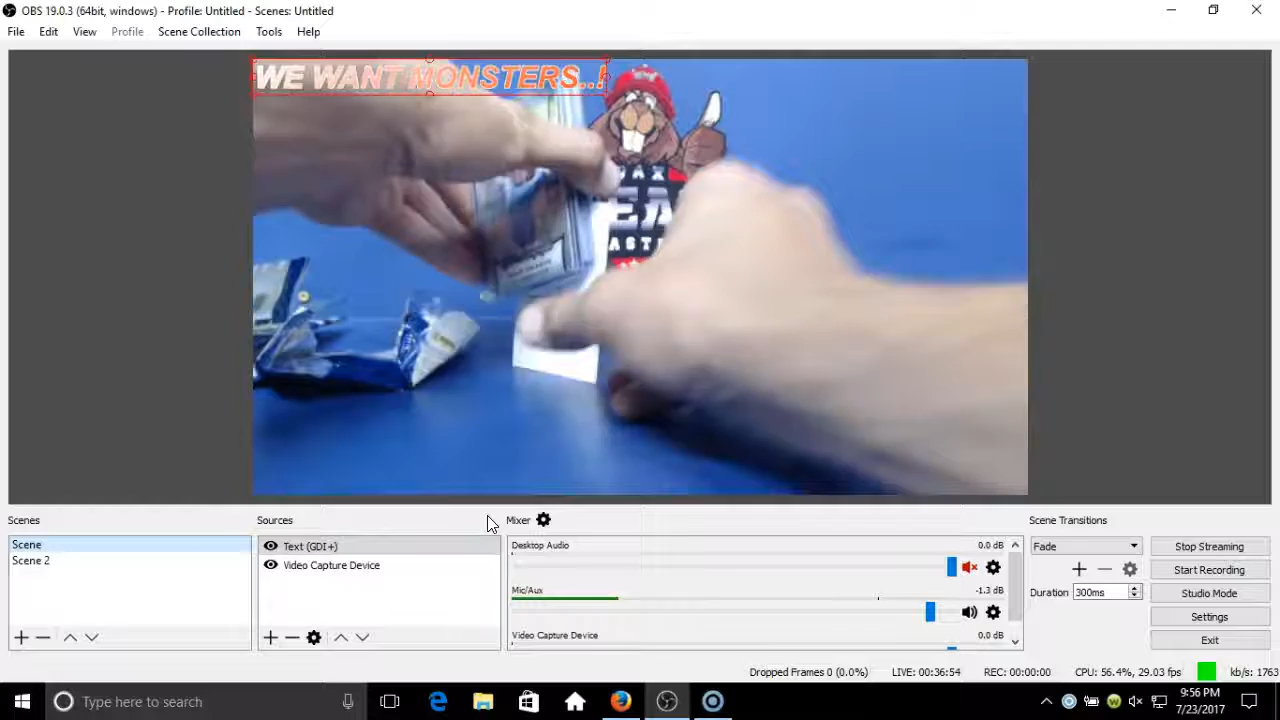 OBS 19.0.3 (64bit, windows) - Profile: Untitled - Scenes: Untitled
File Edit View Profile Scene Collection Tools Help
WE WANT MONSTERS..!
Scenes
Scene
Scene 2
Sources
Text (GDI+)
Video Capture Device
Mixer
Desktop Audio 0.0 dB
Mic/Aux -1.3 dB
Video Capture Device 0.0 dB
Scene Transitions
Fade
Duration 300ms
Stop Streaming
Start Recording
Studio Mode
Settings
Exit
Dropped Frames 0 (0.0%) LIVE: 00:36:54 REC: 00:00:00 CPU: 56.4%, 29.03 fps kb/s: 1763
Type here to search
9:56 PM
7/23/2017